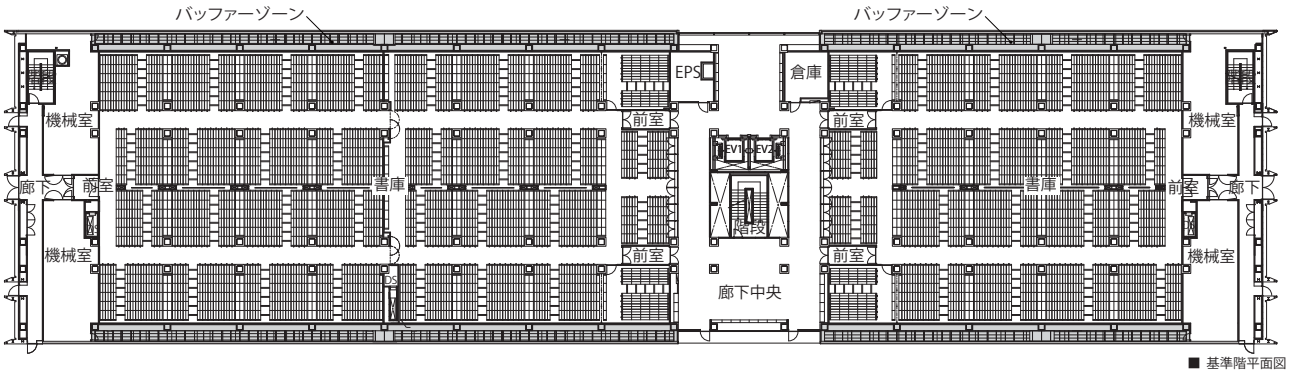 バッファーゾーン
バッファーゾーン
EPS
倉庫
機械室
前室
前室
機械室
EV1
EV2
廊下
前室
書庫
書庫
前室
廊下
階段
機械室
前室
前室
機械室
DS
廊下中央
■ 基準階平面図